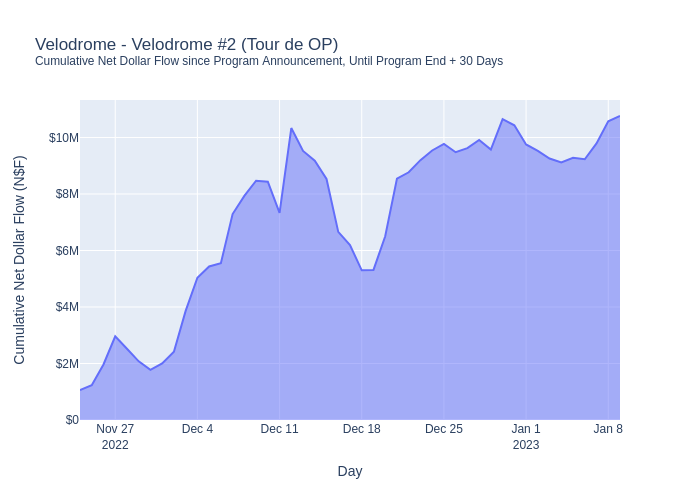 Velodrome - Velodrome #2 (Tour de OP)
Cumulative Net Dollar Flow since Program Announcement, Until Program End + 30 Days
Cumulative Net Dollar Flow (N$F)
$10M
$8M
$6M
$4M
$2M
$0
Nov 27 Dec 4 Dec 11 Dec 18 Dec 25 Jan 1 Jan 8
2022 2023
Day